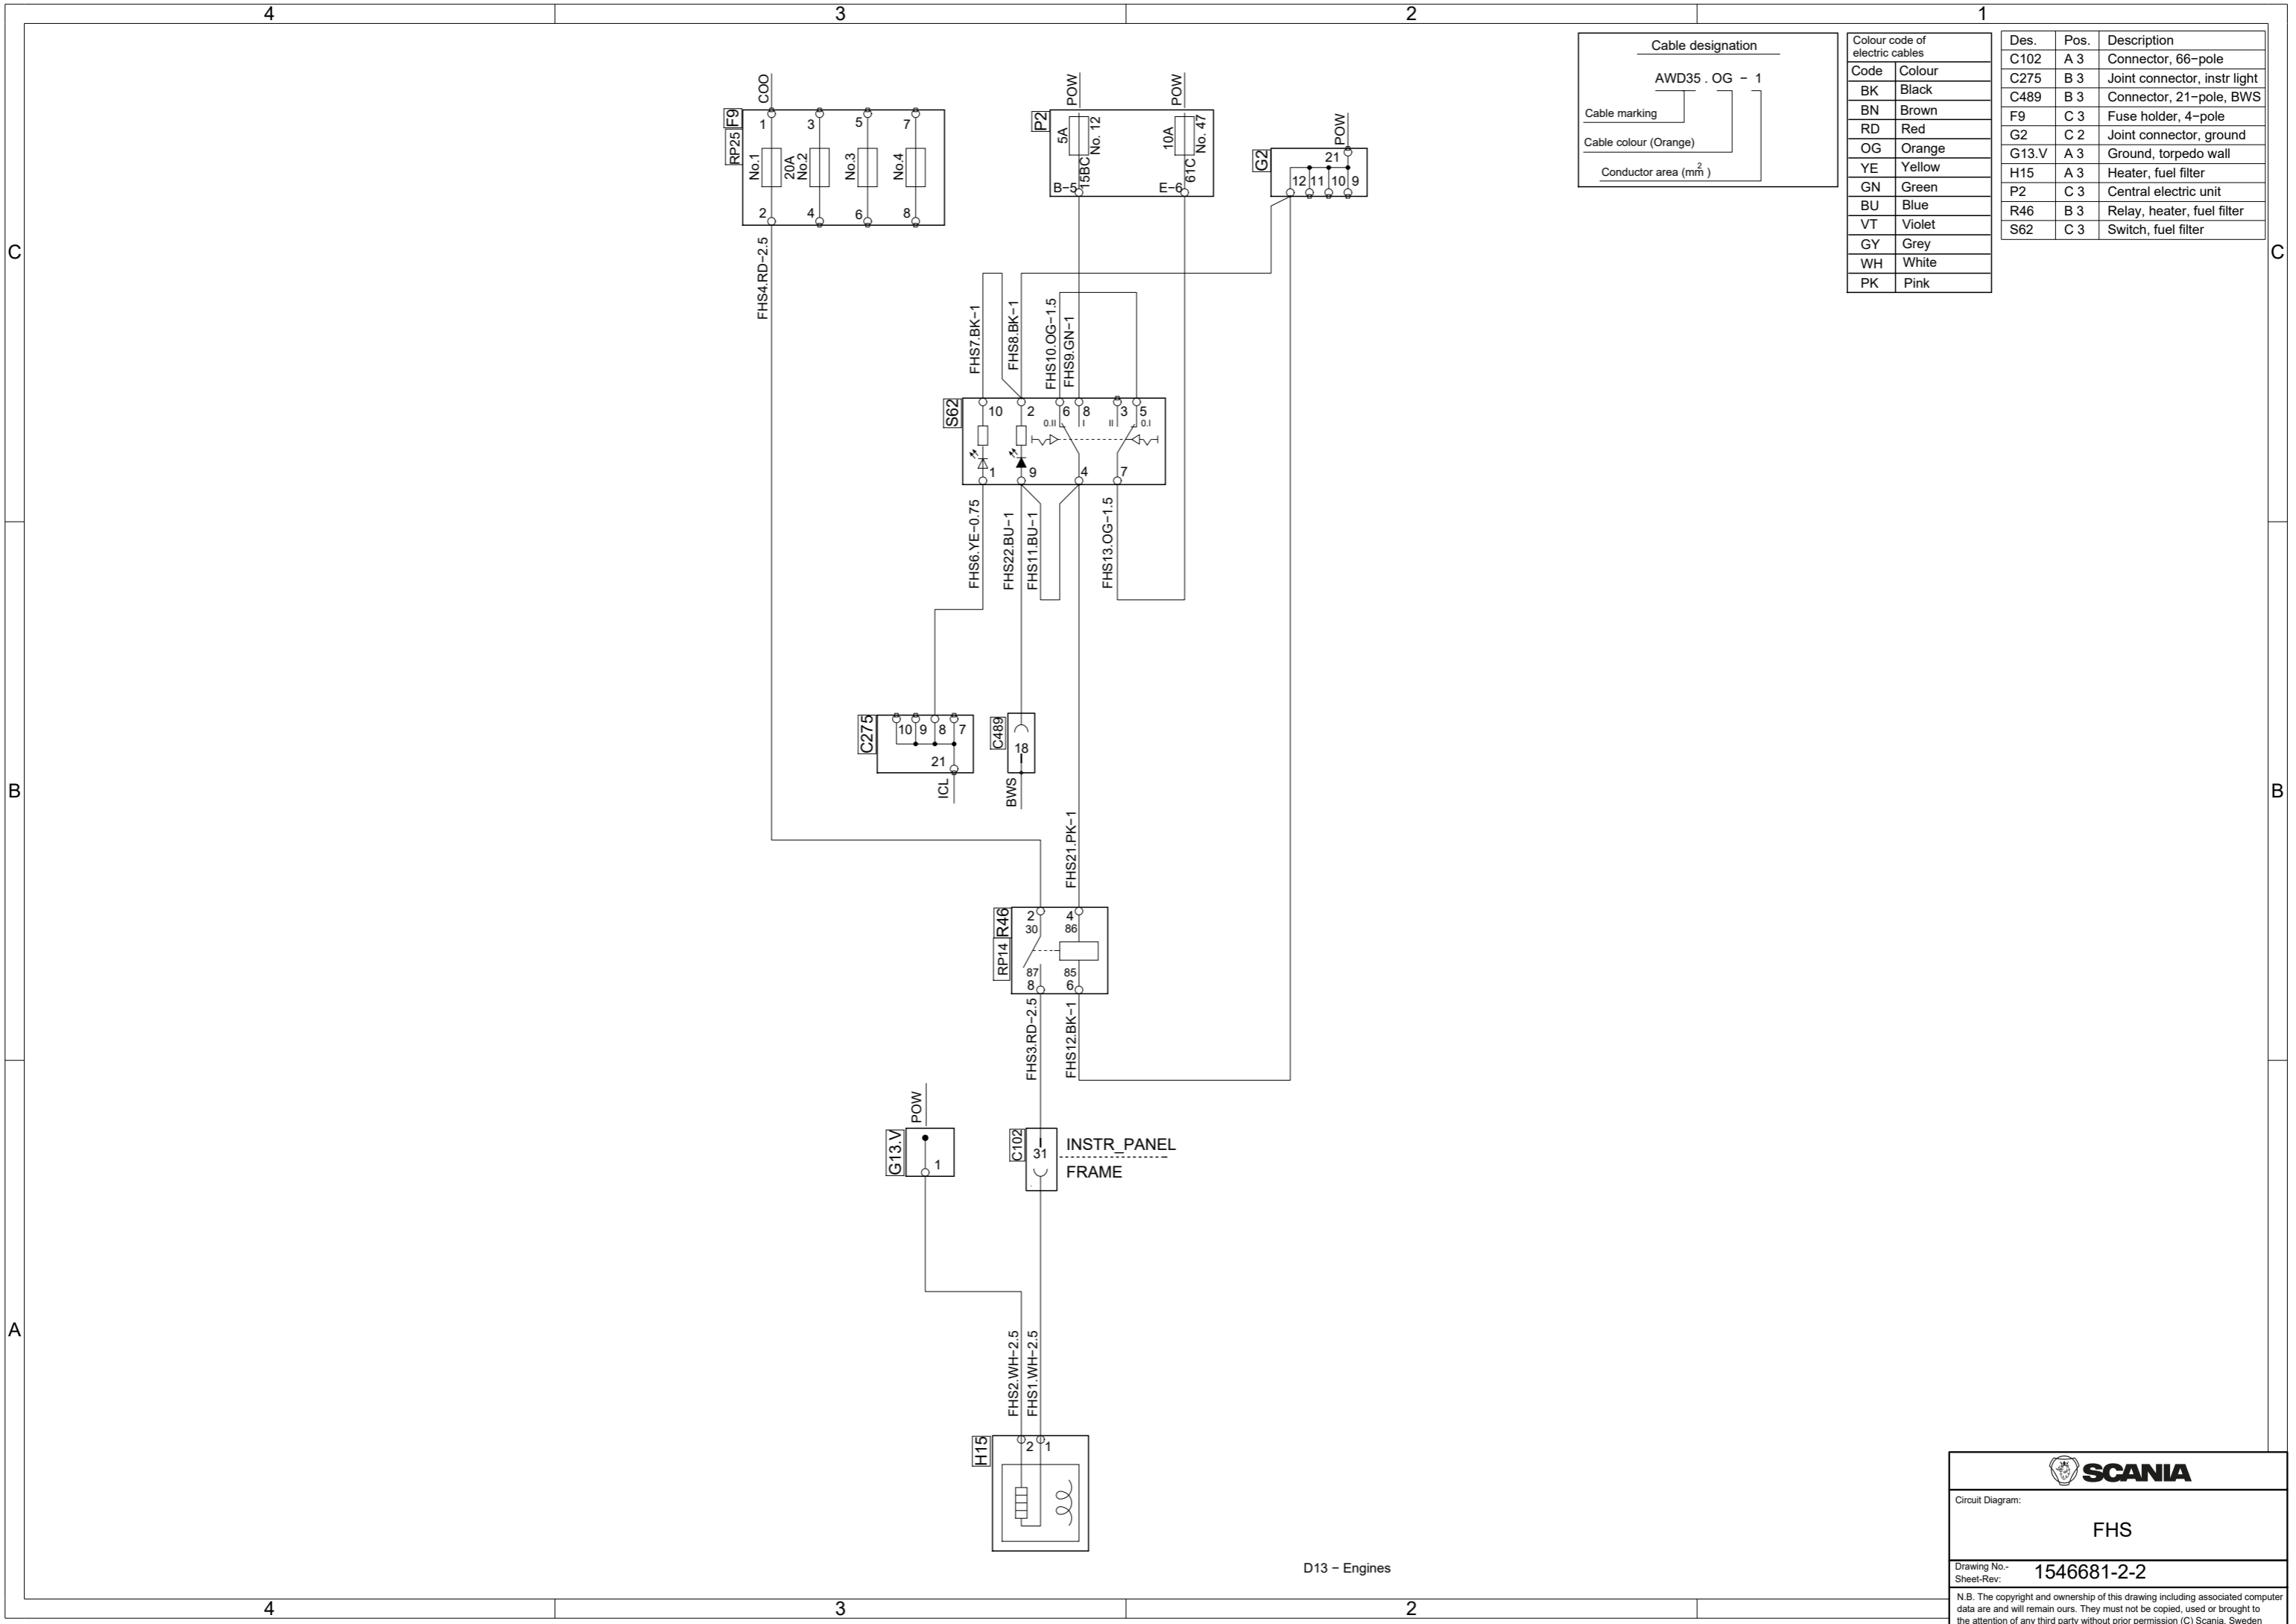 4
3
2
1
Cable designation
AWD35 . OG − 1
Cable marking
Cable colour (Orange)
Conductor area (mm2)
Colour code of
electric cables
Code Colour
BK Black
BN Brown
RD Red
OG Orange
YE Yellow
GN Green
BU Blue
VT Violet
GY Grey
WH White
PK Pink
Des. Pos. Description
C102 A 3 Connector, 66−pole
C275 B 3 Joint connector, instr light
C489 B 3 Connector, 21−pole, BWS
F9 C 3 Fuse holder, 4−pole
G2 C 2 Joint connector, ground
G13.V A 3 Ground, torpedo wall
H15 A 3 Heater, fuel filter
P2 C 3 Central electric unit
R46 B 3 Relay, heater, fuel filter
S62 C 3 Switch, fuel filter
COO
F9
RP25
1 3 5 7
No.1
20A
No.2
No.3
No.4
2 4 6 8
POW
POW
P2
5A
No. 12
15BC
B−5
10A
No. 47
61C
E−6
POW
G2
21
12 11 10 9
C
C
FHS4.RD−2.5
FHS7.BK−1
FHS8.BK−1
FHS10.OG−1.5
FHS9.GN−1
S62
10 2 6 8 3 5
0.II I II 0.I
1 9 4 7
FHS6.YE−0.75
FHS22.BU−1
FHS11.BU−1
FHS13.OG−1.5
C275
10 9 8 7
21
ICL
C489
18
BWS
B
B
FHS21.PK−1
R46
RP14
2 4
30 86
87 85
8 6
FHS3.RD−2.5
FHS12.BK−1
POW
G13.V
1
C102
31
INSTR_PANEL
FRAME
A
FHS2.WH−2.5
FHS1.WH−2.5
H15
2 1
D13 − Engines
SCANIA
Circuit Diagram:
FHS
Drawing No.-
Sheet-Rev:
1546681-2-2
N.B. The copyright and ownership of this drawing including associated computer
data are and will remain ours. They must not be copied, used or brought to
the attention of any third party without prior permission (C) Scania, Sweden
4
3
2